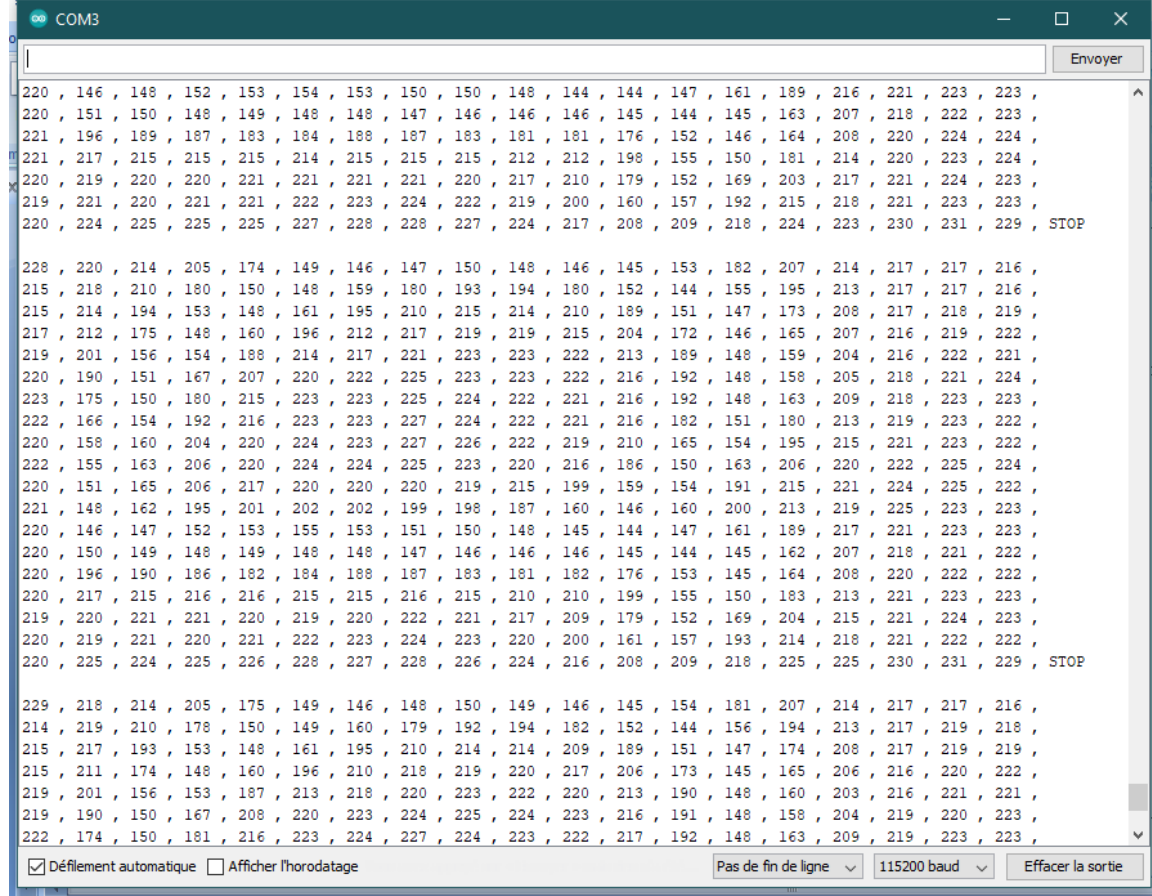 COM3
Envoyer
220 , 146 , 148 , 152 , 153 , 154 , 153 , 150 , 150 , 148 , 144 , 144 , 147 , 161 , 189 , 216 , 221 , 223 , 223 ,
220 , 151 , 150 , 148 , 149 , 148 , 148 , 147 , 146 , 146 , 146 , 145 , 144 , 145 , 163 , 207 , 218 , 222 , 223 ,
221 , 196 , 189 , 187 , 183 , 184 , 188 , 187 , 183 , 181 , 181 , 176 , 152 , 146 , 164 , 208 , 220 , 224 , 224 ,
221 , 217 , 215 , 215 , 215 , 214 , 215 , 215 , 215 , 212 , 212 , 198 , 155 , 150 , 181 , 214 , 220 , 223 , 224 ,
220 , 219 , 220 , 220 , 221 , 221 , 221 , 221 , 220 , 217 , 210 , 179 , 152 , 169 , 203 , 217 , 221 , 224 , 223 ,
219 , 221 , 220 , 221 , 221 , 222 , 223 , 224 , 222 , 219 , 200 , 160 , 157 , 192 , 215 , 218 , 221 , 223 , 223 ,
220 , 224 , 225 , 225 , 225 , 227 , 228 , 228 , 227 , 224 , 217 , 208 , 209 , 218 , 224 , 223 , 230 , 231 , 229 , STOP
228 , 220 , 214 , 205 , 174 , 149 , 146 , 147 , 150 , 148 , 146 , 145 , 153 , 182 , 207 , 214 , 217 , 217 , 216 ,
215 , 218 , 210 , 180 , 150 , 148 , 159 , 180 , 193 , 194 , 180 , 152 , 144 , 155 , 195 , 213 , 217 , 217 , 216 ,
215 , 214 , 194 , 153 , 148 , 161 , 195 , 210 , 215 , 214 , 210 , 189 , 151 , 147 , 173 , 208 , 217 , 218 , 219 ,
217 , 212 , 175 , 148 , 160 , 196 , 212 , 217 , 219 , 219 , 215 , 204 , 172 , 146 , 165 , 207 , 216 , 219 , 222 ,
219 , 201 , 156 , 154 , 188 , 214 , 217 , 221 , 223 , 223 , 222 , 213 , 189 , 148 , 159 , 204 , 216 , 222 , 221 ,
220 , 190 , 151 , 167 , 207 , 220 , 222 , 225 , 223 , 223 , 222 , 216 , 192 , 148 , 158 , 205 , 218 , 221 , 224 ,
223 , 175 , 150 , 180 , 215 , 223 , 223 , 225 , 224 , 222 , 221 , 216 , 192 , 148 , 163 , 209 , 218 , 223 , 223 ,
222 , 166 , 154 , 192 , 216 , 223 , 223 , 227 , 224 , 222 , 221 , 216 , 182 , 151 , 180 , 213 , 219 , 223 , 222 ,
220 , 158 , 160 , 204 , 220 , 224 , 223 , 227 , 226 , 222 , 219 , 210 , 165 , 154 , 195 , 215 , 221 , 223 , 222 ,
222 , 155 , 163 , 206 , 220 , 224 , 224 , 225 , 223 , 220 , 216 , 186 , 150 , 163 , 206 , 220 , 222 , 225 , 224 ,
220 , 151 , 165 , 206 , 217 , 220 , 220 , 220 , 219 , 215 , 199 , 159 , 154 , 191 , 215 , 221 , 224 , 225 , 222 ,
221 , 148 , 162 , 195 , 201 , 202 , 202 , 199 , 198 , 187 , 160 , 146 , 160 , 200 , 213 , 219 , 225 , 223 , 223 ,
220 , 146 , 147 , 152 , 153 , 155 , 153 , 151 , 150 , 148 , 145 , 144 , 147 , 161 , 189 , 217 , 221 , 223 , 223 ,
220 , 150 , 149 , 148 , 149 , 148 , 148 , 147 , 146 , 146 , 146 , 145 , 144 , 145 , 162 , 207 , 218 , 221 , 222 ,
220 , 196 , 190 , 186 , 182 , 184 , 188 , 187 , 183 , 181 , 182 , 176 , 153 , 145 , 164 , 208 , 220 , 222 , 222 ,
220 , 217 , 215 , 216 , 216 , 215 , 215 , 216 , 215 , 210 , 210 , 199 , 155 , 150 , 183 , 213 , 221 , 223 , 223 ,
219 , 220 , 221 , 221 , 220 , 219 , 220 , 222 , 221 , 217 , 209 , 179 , 152 , 169 , 204 , 215 , 221 , 224 , 223 ,
220 , 219 , 221 , 220 , 221 , 222 , 223 , 224 , 223 , 220 , 200 , 161 , 157 , 193 , 214 , 218 , 221 , 222 , 222 ,
220 , 225 , 224 , 225 , 226 , 228 , 227 , 228 , 226 , 224 , 216 , 208 , 209 , 218 , 225 , 225 , 230 , 231 , 229 , STOP
229 , 218 , 214 , 205 , 175 , 149 , 146 , 148 , 150 , 149 , 146 , 145 , 154 , 181 , 207 , 214 , 217 , 217 , 216 ,
214 , 219 , 210 , 178 , 150 , 149 , 160 , 179 , 192 , 194 , 182 , 152 , 144 , 156 , 194 , 213 , 217 , 219 , 218 ,
215 , 217 , 193 , 153 , 148 , 161 , 195 , 210 , 214 , 214 , 209 , 189 , 151 , 147 , 174 , 208 , 217 , 219 , 219 ,
215 , 211 , 174 , 148 , 160 , 196 , 210 , 218 , 219 , 220 , 217 , 206 , 173 , 145 , 165 , 206 , 216 , 220 , 222 ,
219 , 201 , 156 , 153 , 187 , 213 , 218 , 220 , 223 , 222 , 220 , 213 , 190 , 148 , 160 , 203 , 216 , 221 , 221 ,
219 , 190 , 150 , 167 , 208 , 220 , 223 , 224 , 225 , 224 , 223 , 216 , 191 , 148 , 158 , 204 , 219 , 220 , 223 ,
222 , 174 , 150 , 181 , 216 , 223 , 224 , 227 , 224 , 223 , 222 , 217 , 192 , 148 , 163 , 209 , 219 , 223 , 223 ,
Défilement automatique Afficher l'horodatage Pas de fin de ligne 115200 baud Effacer la sortie